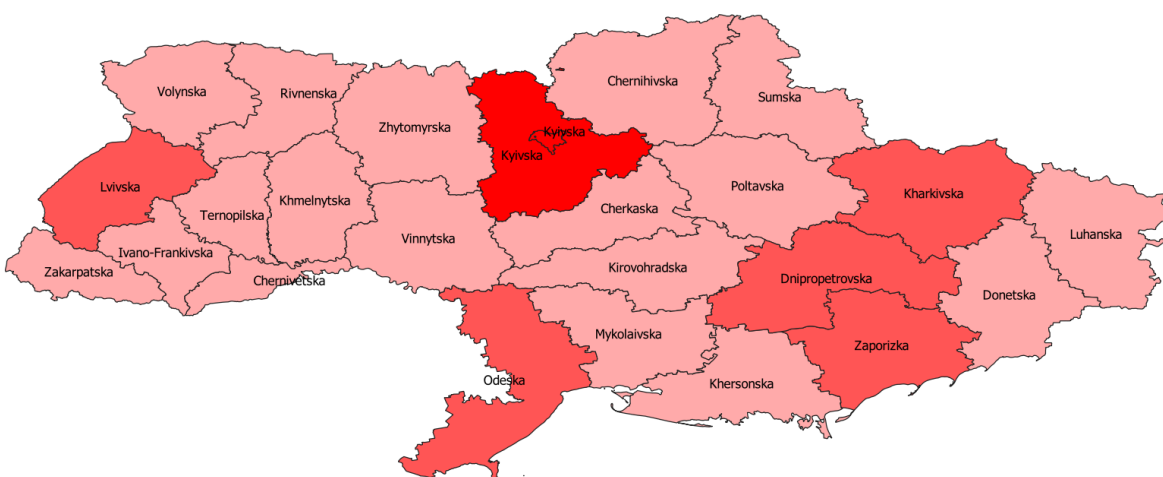 Chernihivska
Volynska
Rivnenska
Sumska
Zhytomyrska
Kyivska
Kyivska
Lvivska
Poltavska
Kharkivska
Khmelnytska
Cherkaska
Ternopilska
Luhanska
Vinnytska
Ivano-Frankivska
Kirovohradska
Zakarpatska
Chernivetska
Dnipropetrovska
Donetska
Mykolaivska
Zaporizka
Odeska
Khersonska